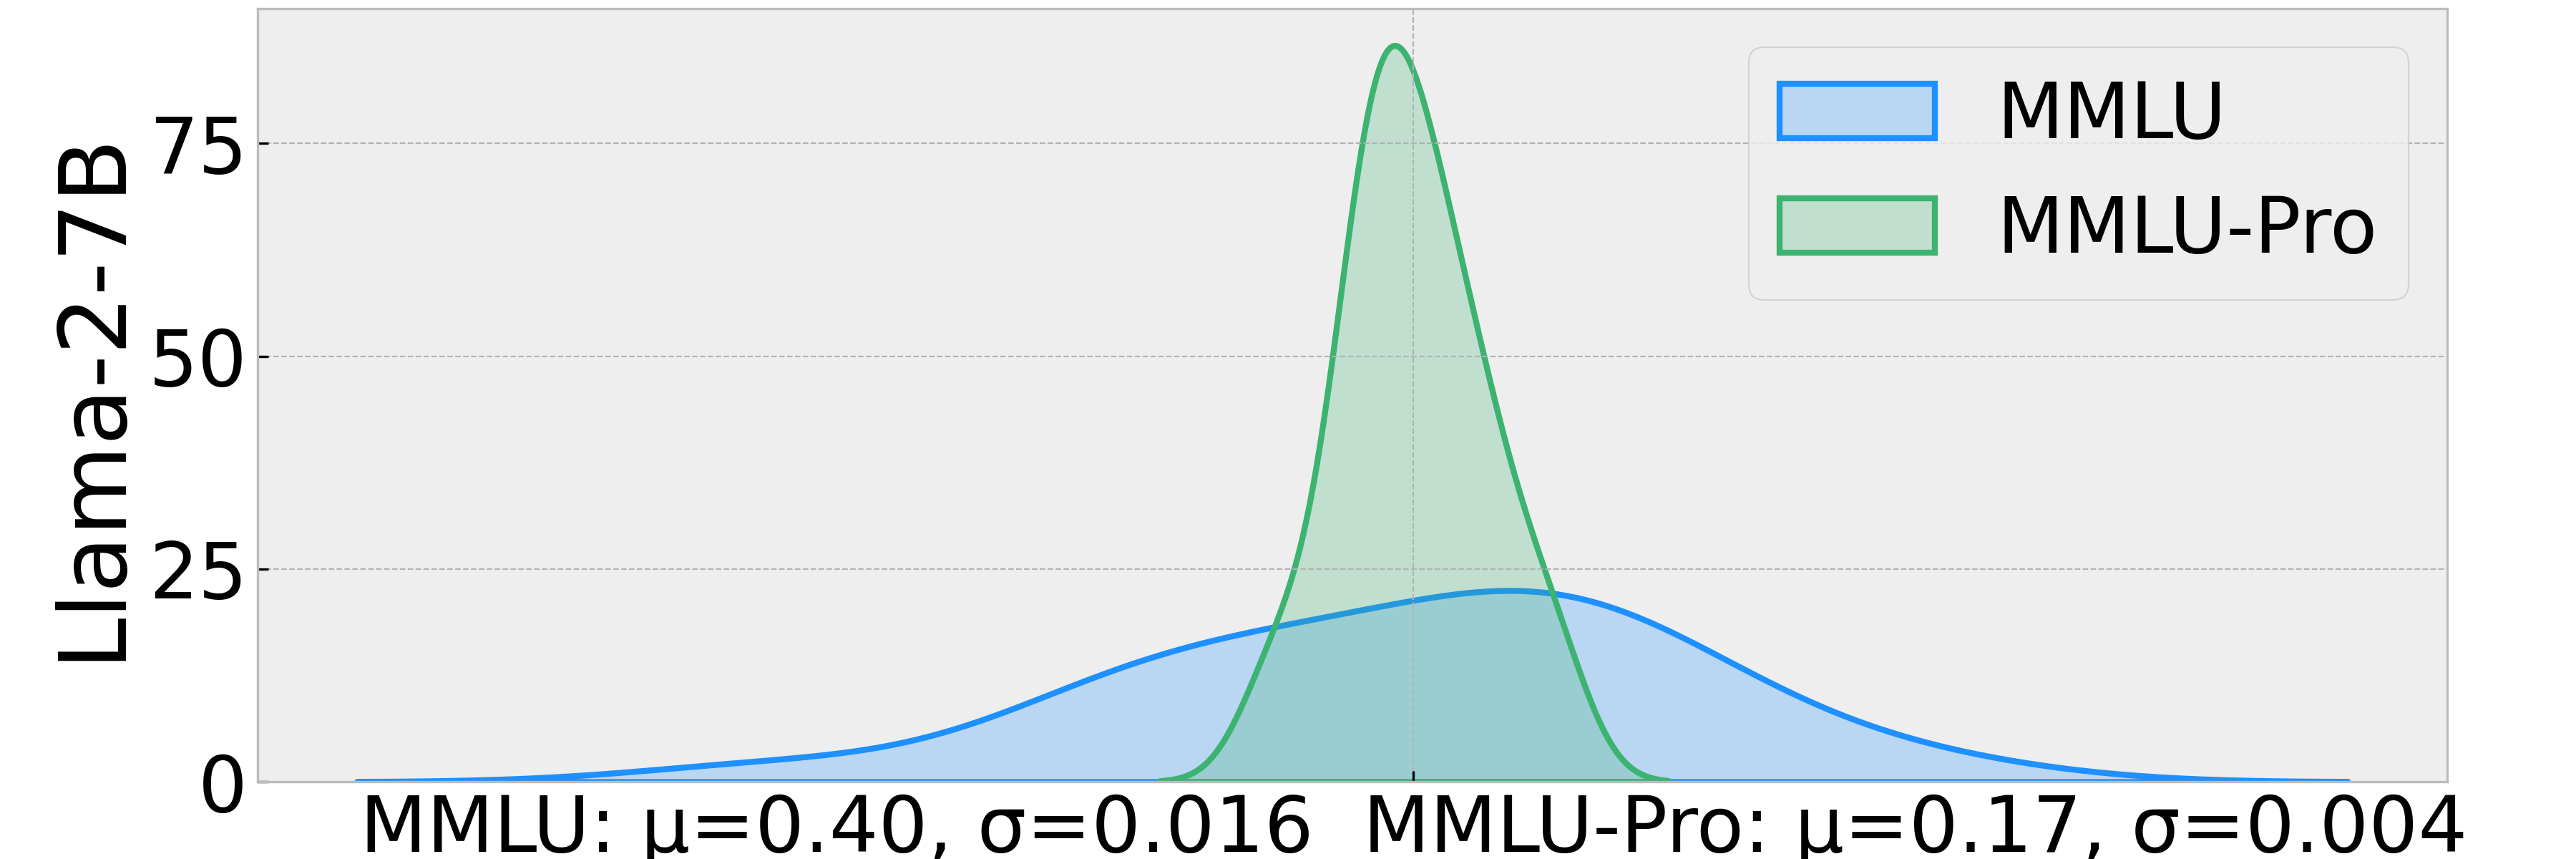 Llama-2-7B
75
50
25
0
MMLU
MMLU-Pro
MMLU: μ=0.40, σ=0.016 MMLU-Pro: μ=0.17, σ=0.004